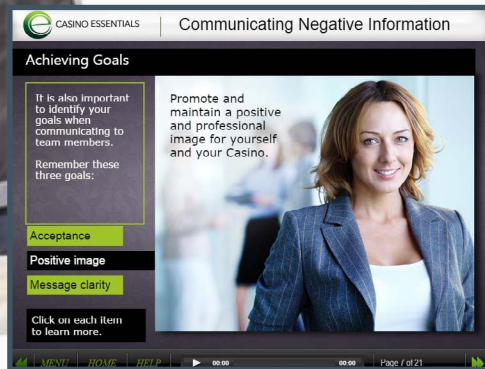 CASINO ESSENTIALS
Communicating Negative Information
Achieving Goals
It is also important
to identify your
goals when
communicating to
team members.
Remember these
three goals:
Acceptance
Positive image
Message clarity
Click on each item
to learn more.
Promote and
maintain a positive
and professional
image for yourself
and your Casino.
MENU HOME HELP 00:00 00:00 Page 7 of 21